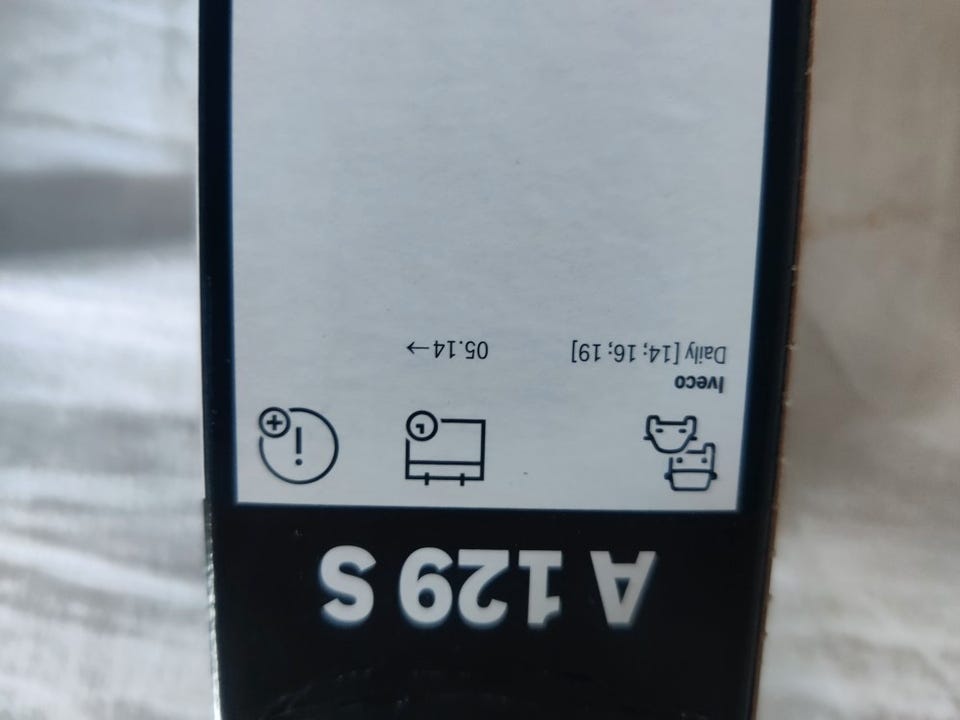 A 129 S
Iveco
Daily [14; 16; 19] 05.14→